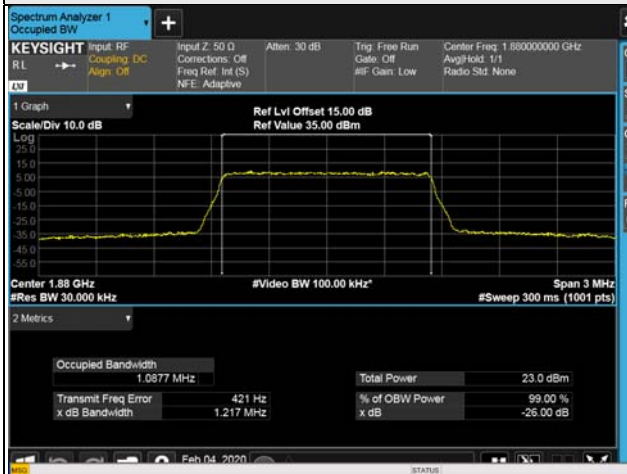 Spectrum Analyzer 1
Occupied BW
KEYSIGHT
RL
Input: RF
Coupling: DC
Align: Off
Input Z: 50 Ω
Corrections: Off
Freq Ref: Int (S)
NFE: Adaptive
Atten: 30 dB
Trig: Free Run
Gate: Off
#IF Gain: Low
Center Freq: 1.880000000 GHz
Avg|Hold: 1/1
Radio Std: None
1 Graph
Scale/Div 10.0 dB
Ref Lvl Offset 15.00 dB
Ref Value 35.00 dBm
Log
25.0
15.0
5.00
-5.00
-15.0
-25.0
-35.0
-45.0
-55.0
Center 1.88 GHz
#Video BW 100.00 kHz*
Span 3 MHz
#Res BW 30.000 kHz
#Sweep 300 ms (1001 pts)
2 Metrics
Occupied Bandwidth
1.0877 MHz
Total Power 23.0 dBm
Transmit Freq Error 421 Hz
% of OBW Power 99.00 %
x dB Bandwidth 1.217 MHz
x dB -26.00 dB
Feb 04, 2020
MSG
STATUS